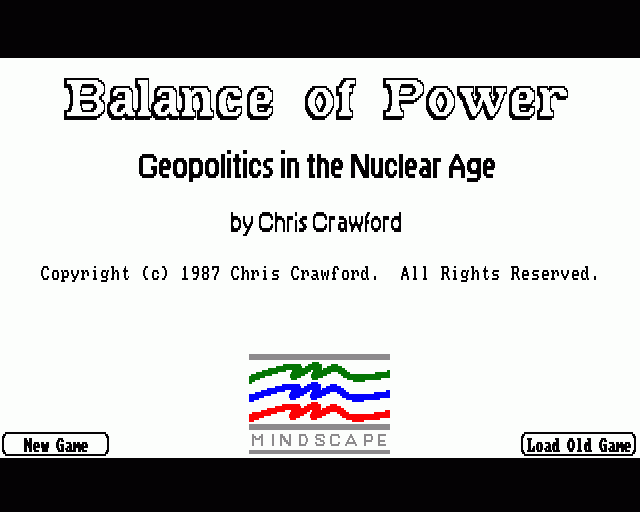 Balance of Power
Geopolitics in the Nuclear Age
by Chris Crawford
Copyright (c) 1987 Chris Crawford. All Rights Reserved.
MINDSCAPE
New Game
Load Old Game